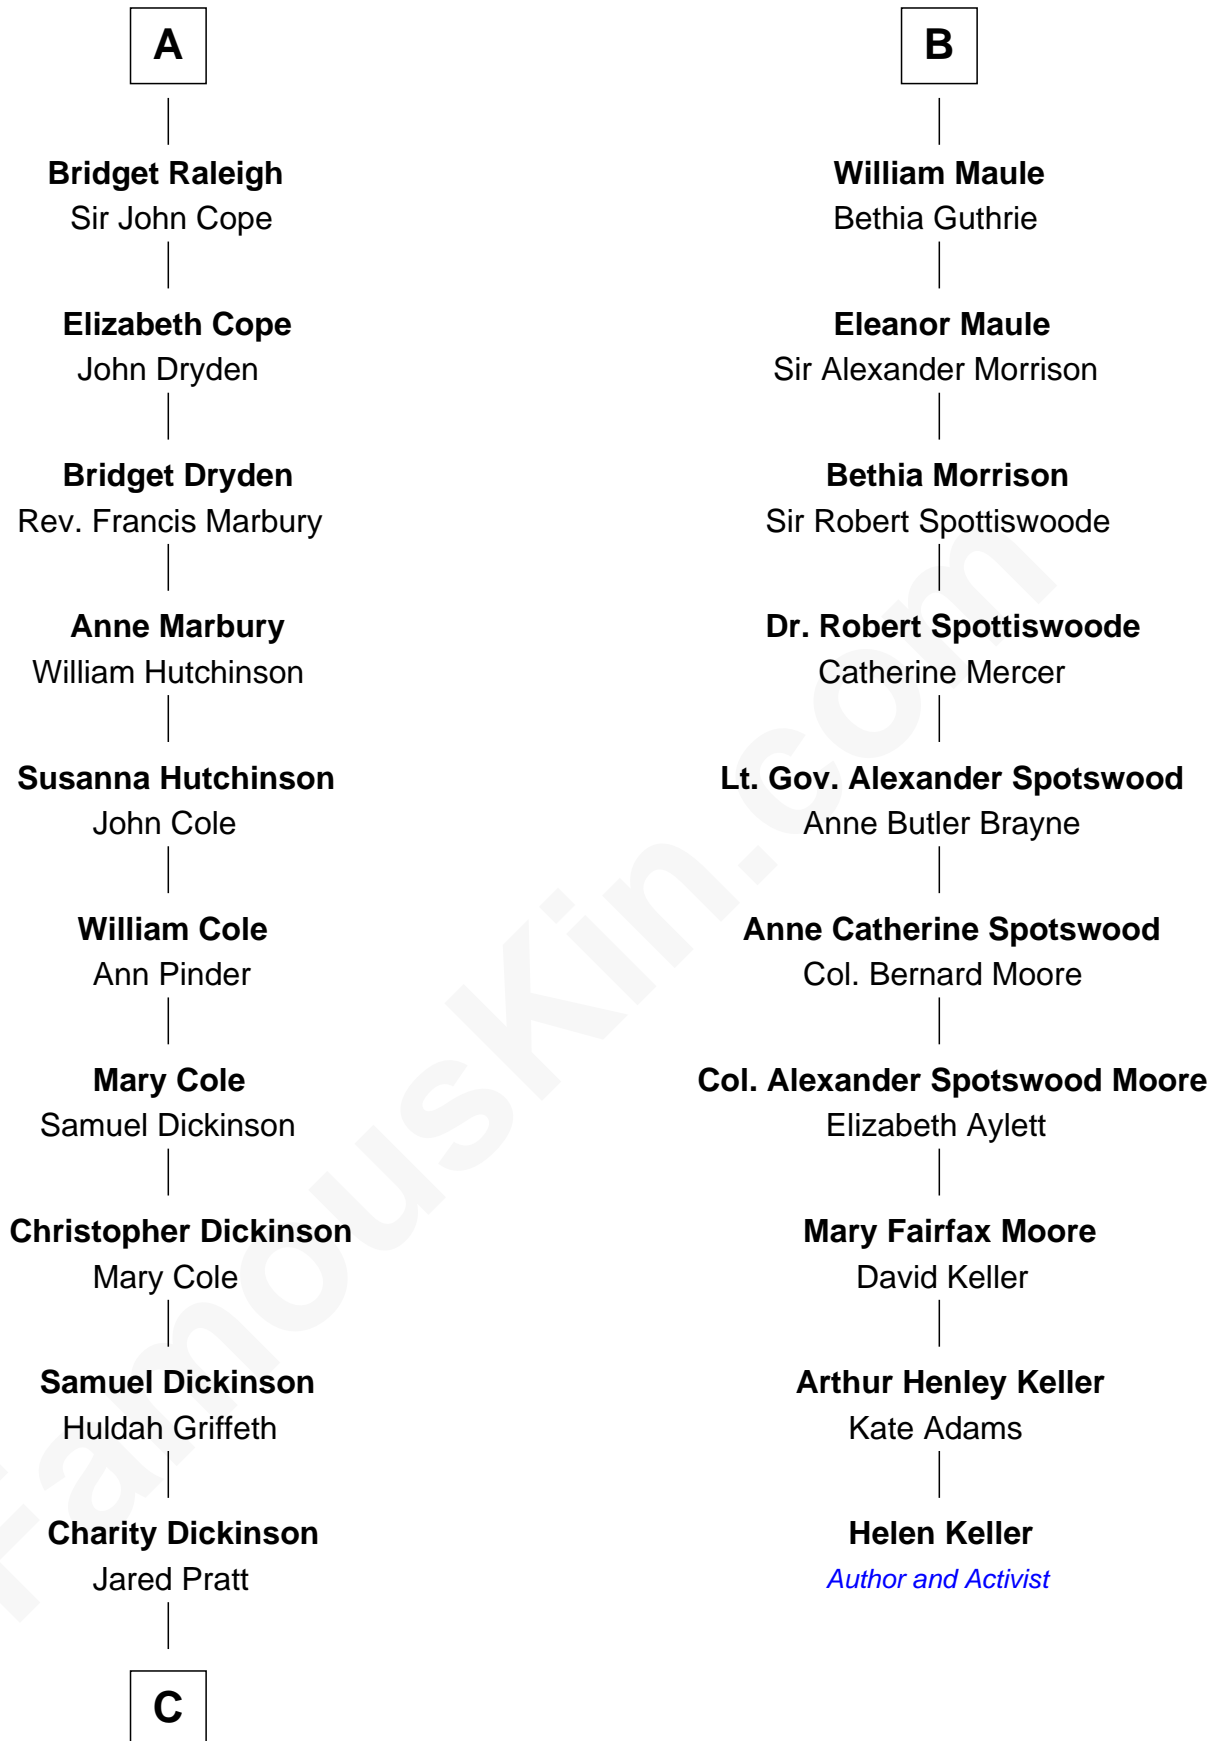 A
Bridget Raleigh
Sir John Cope
Elizabeth Cope
John Dryden
Bridget Dryden
Rev. Francis Marbury
Anne Marbury
William Hutchinson
Susanna Hutchinson
John Cole
William Cole
Ann Pinder
Mary Cole
Samuel Dickinson
Christopher Dickinson
Mary Cole
Samuel Dickinson
Huldah Griffeth
Charity Dickinson
Jared Pratt
C
B
William Maule
Bethia Guthrie
Eleanor Maule
Sir Alexander Morrison
Bethia Morrison
Sir Robert Spottiswoode
Dr. Robert Spottiswoode
Catherine Mercer
Lt. Gov. Alexander Spotswood
Anne Butler Brayne
Anne Catherine Spotswood
Col. Bernard Moore
Col. Alexander Spotswood Moore
Elizabeth Aylett
Mary Fairfax Moore
David Keller
Arthur Henley Keller
Kate Adams
Helen Keller
Author and Activist
FamousKin.com